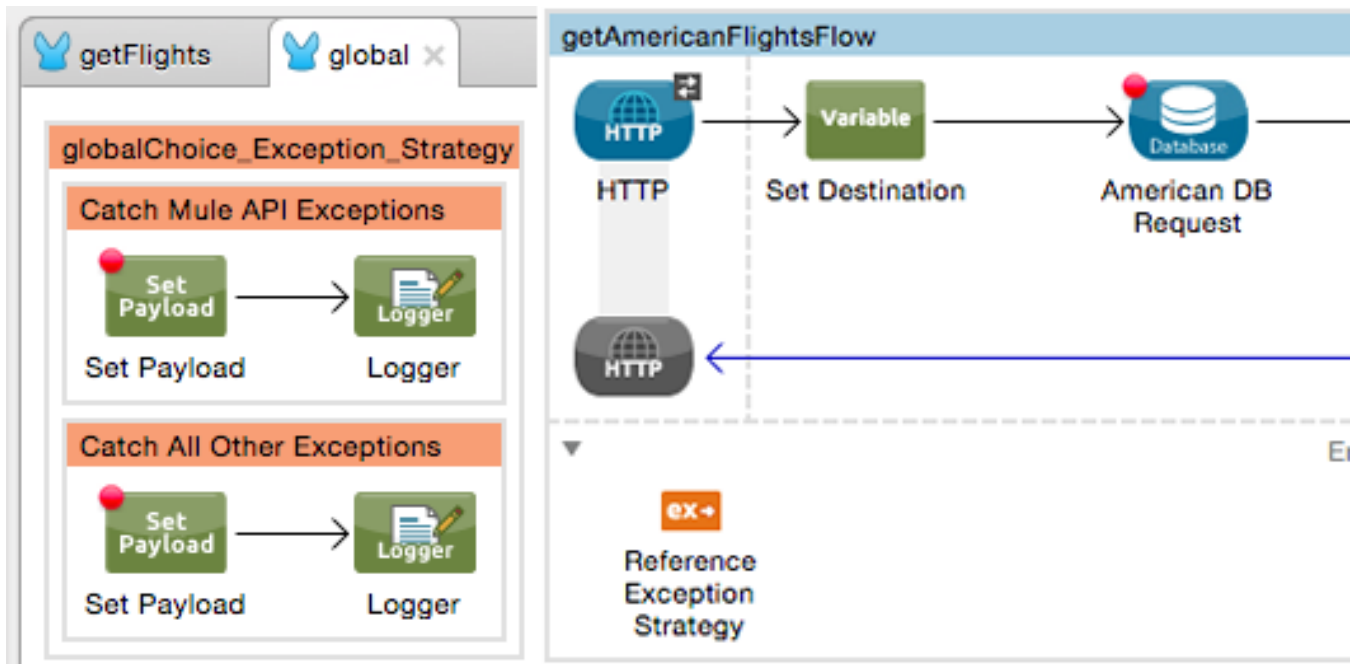 getFlights
global
globalChoice_Exception_Strategy
Catch Mule API Exceptions
Set
Payload
Logger
Set Payload
Logger
Catch All Other Exceptions
Set
Payload
Logger
Set Payload
Logger
getAmericanFlightsFlow
HTTP
Variable
Database
HTTP
Set Destination
American DB
Request
HTTP
ex
Reference
Exception
Strategy